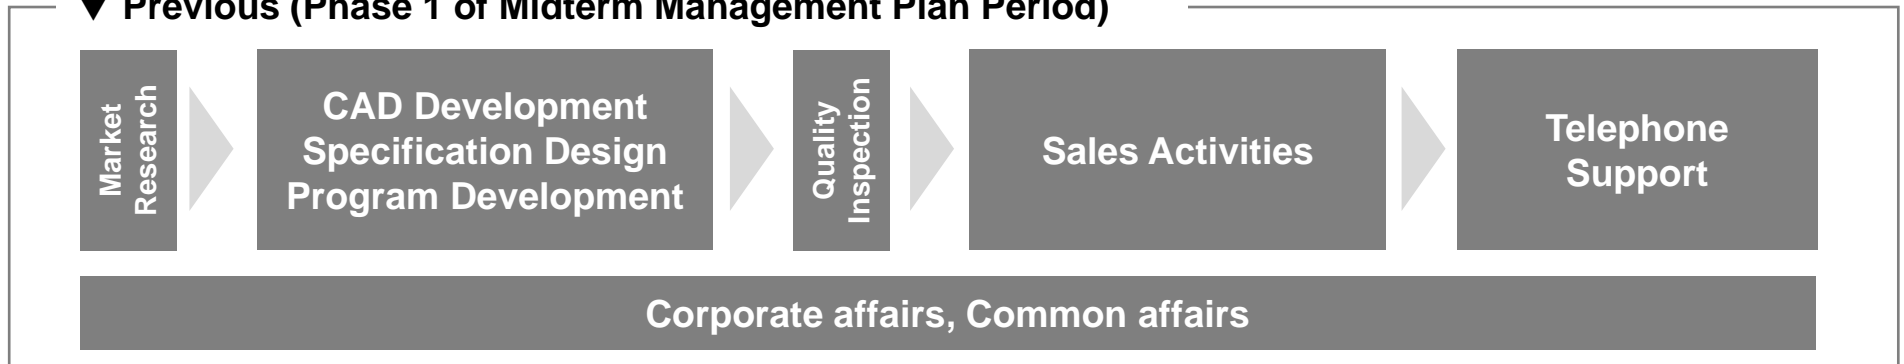 ▼ Previous (Phase 1 of Midterm Management Plan Period)
Market
Research
CAD Development
Specification Design
Program Development
Quality
Inspection
Sales Activities
Telephone
Support
Corporate affairs, Common affairs